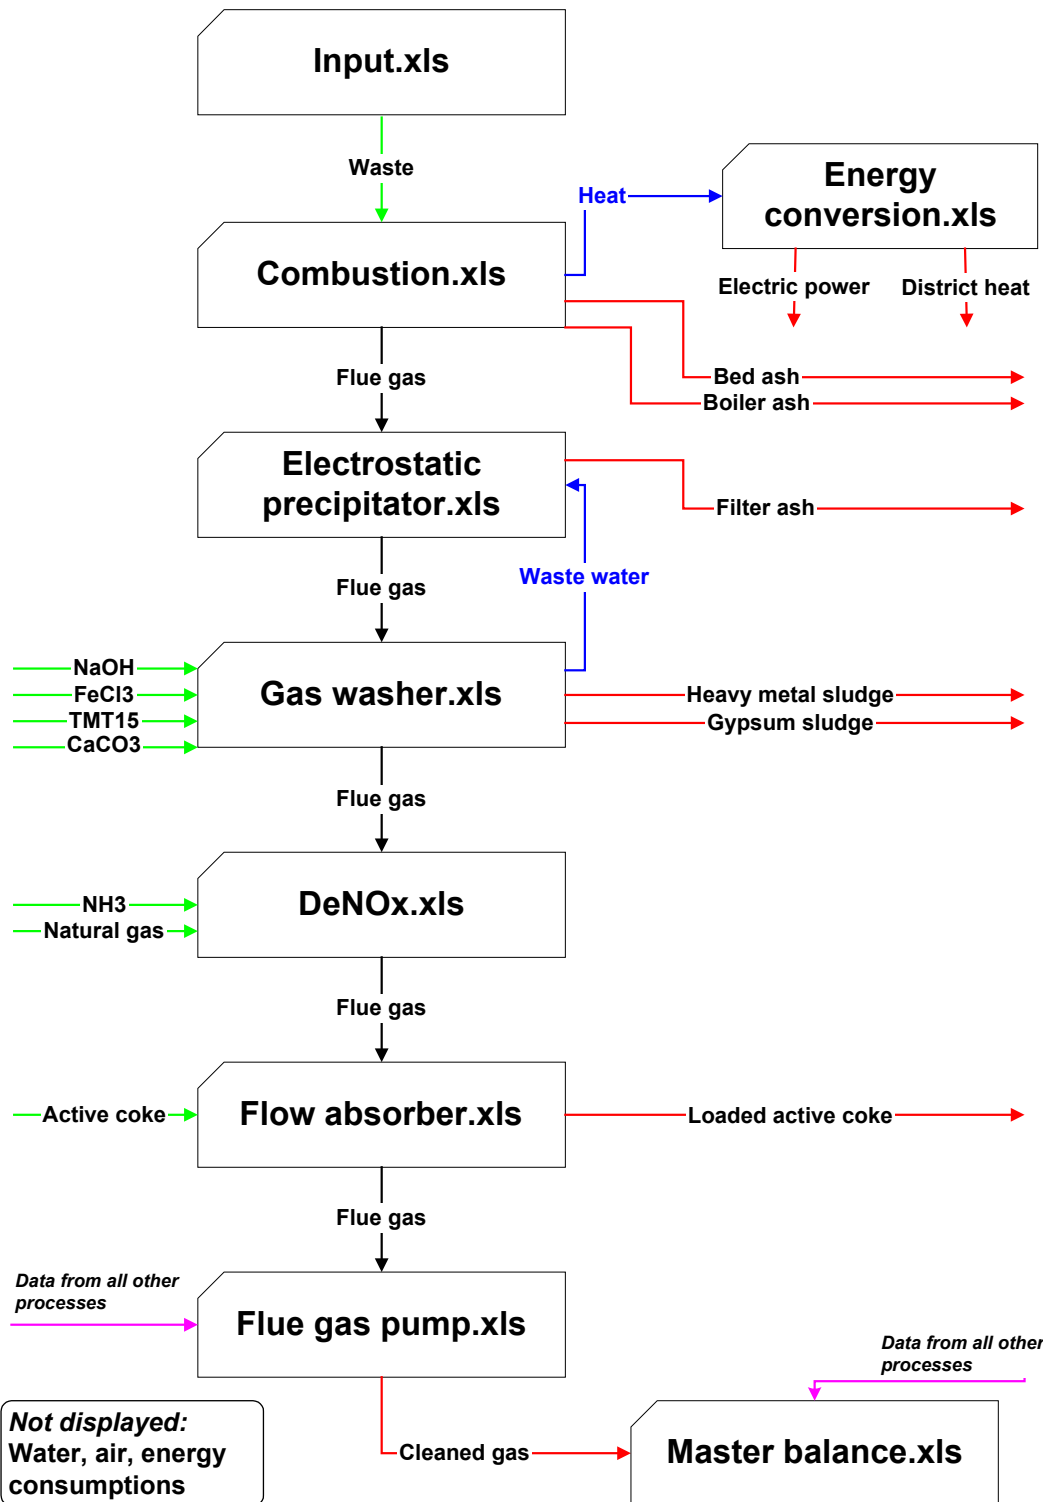 Input.xls
Waste
Heat
Energy
conversion.xls
Combustion.xls
Electric power
District heat
Flue gas
Bed ash
Boiler ash
Electrostatic
precipitator.xls
Filter ash
Waste water
Flue gas
NaOH
FeCl3
TMT15
CaCO3
Gas washer.xls
Heavy metal sludge
Gypsum sludge
Flue gas
NH3
Natural gas
DeNOx.xls
Flue gas
Active coke
Flow absorber.xls
Loaded active coke
Flue gas
Data from all other
processes
Flue gas pump.xls
Data from all other
processes
Not displayed:
Water, air, energy
consumptions
Cleaned gas
Master balance.xls